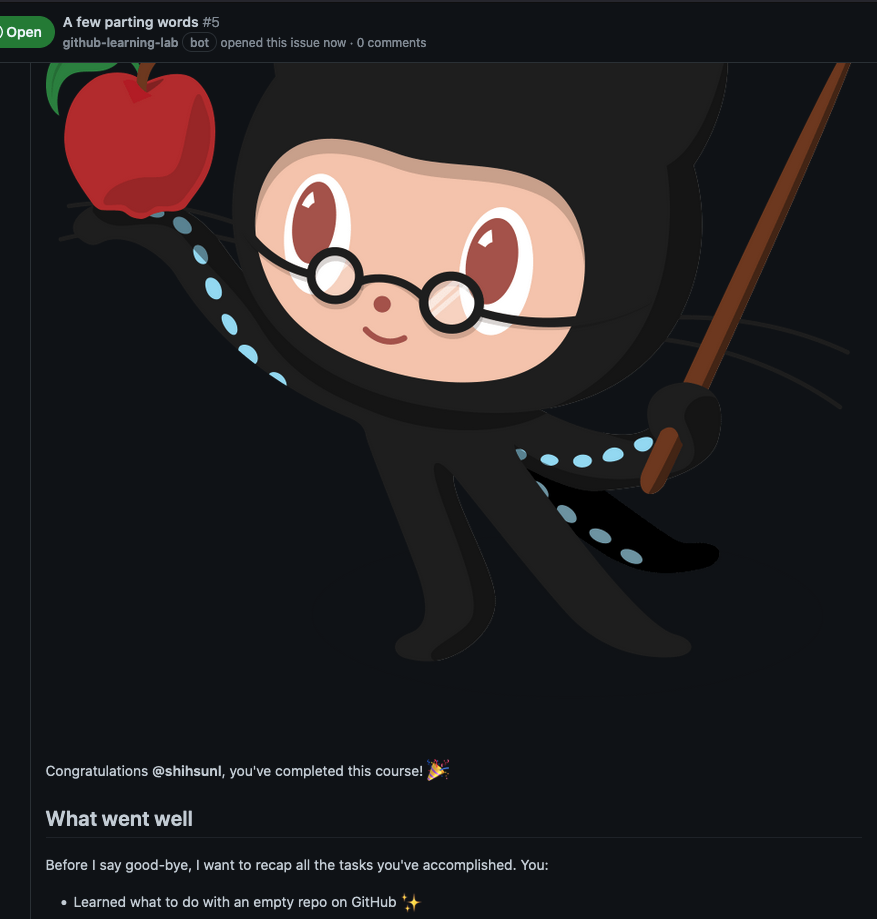 Open
A few parting words #5
github-learning-lab bot opened this issue now · 0 comments
Congratulations @shihsunl, you've completed this course! 🎉
What went well
Before I say good-bye, I want to recap all the tasks you've accomplished. You:
• Learned what to do with an empty repo on GitHub ✨